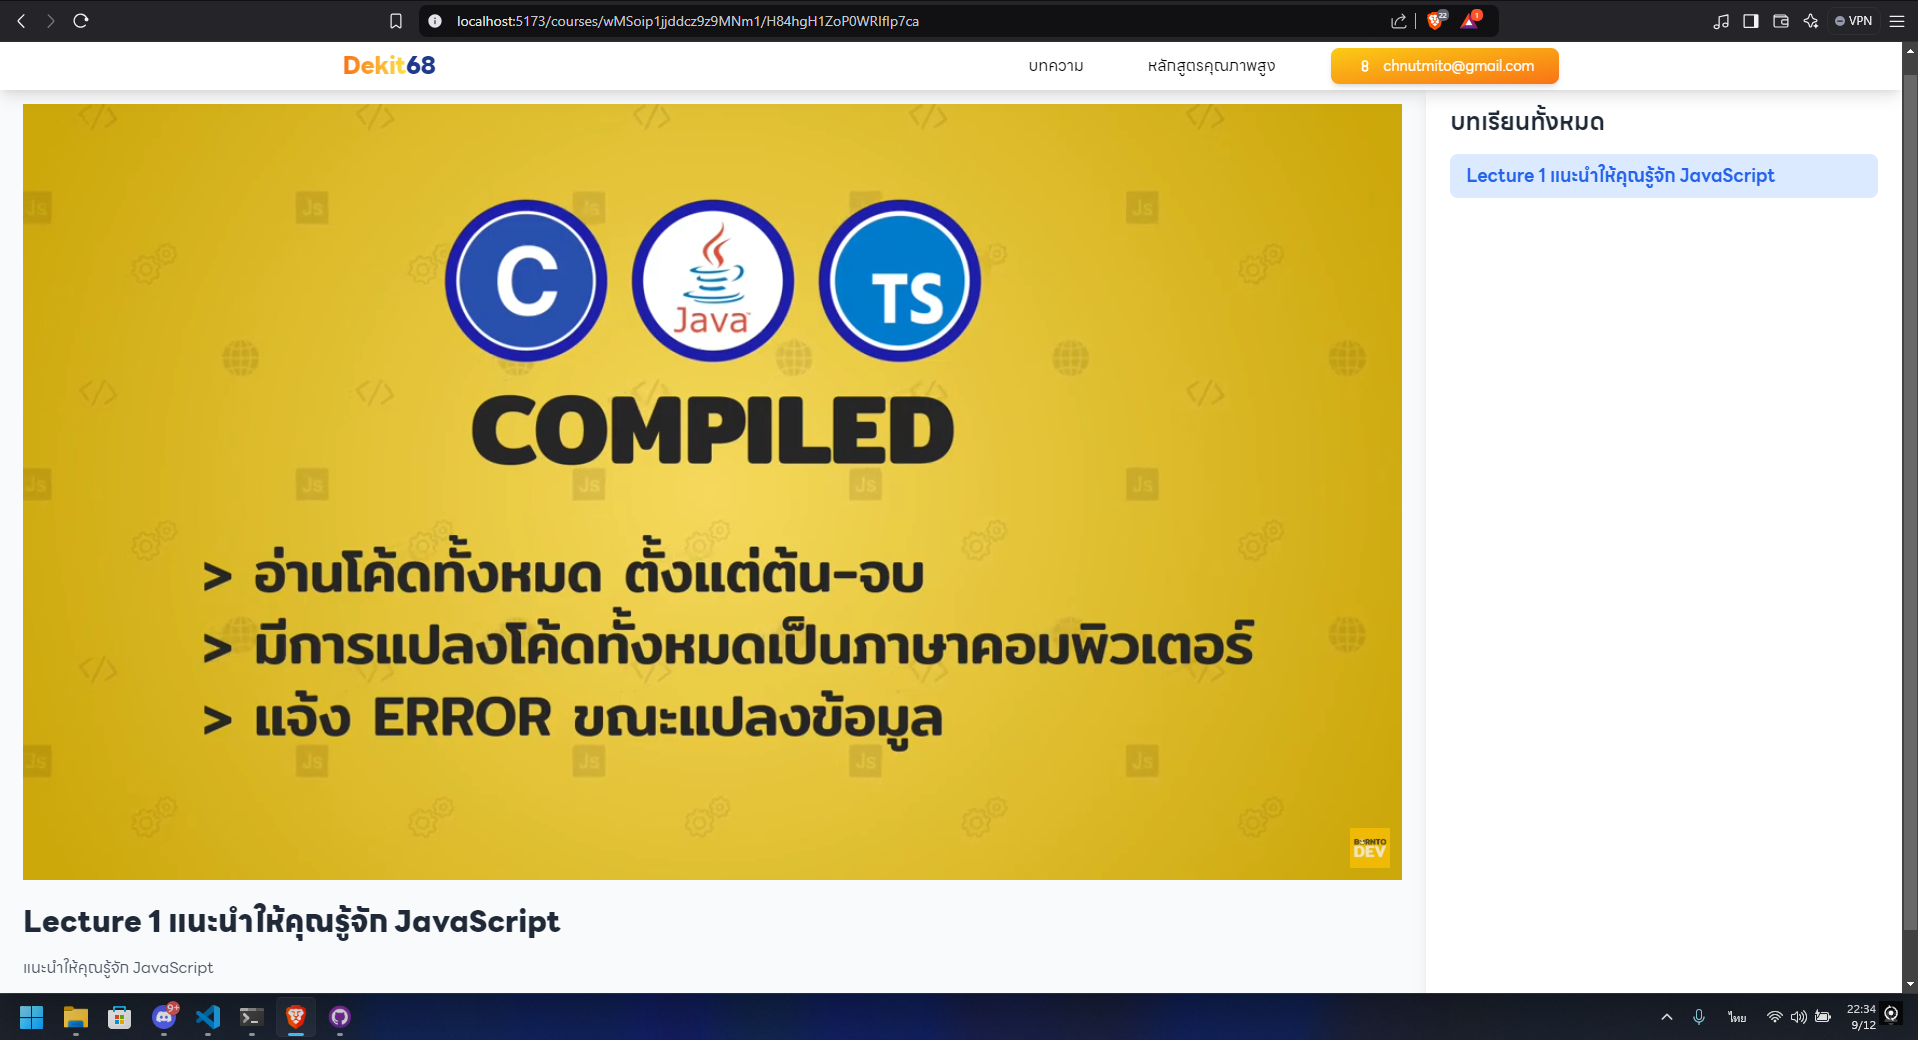 localhost:5173/courses/wMSoip1jjddcz9z9MNm1/H84hgH1ZoP0WRIfIp7ca
22
1
VPN
Dekit68
บทความ
หลักสูตรคุณภาพสูง
8 chnutmito@gmail.com
บทเรียนทั้งหมด
Lecture 1 แนะนำให้คุณรู้จัก JavaScript
C
Java
TS
COMPILED
> อ่านโค้ดทั้งหมด ตั้งแต่ต้น-จบ
> มีการแปลงโค้ดทั้งหมดเป็นภาษาคอมพิวเตอร์
> แจ้ง ERROR ขณะแปลงข้อมูล
BORNTO
DEV
Lecture 1 แนะนำให้คุณรู้จัก JavaScript
แนะนำให้คุณรู้จัก JavaScript
9+
ไทย
22:34
9/12